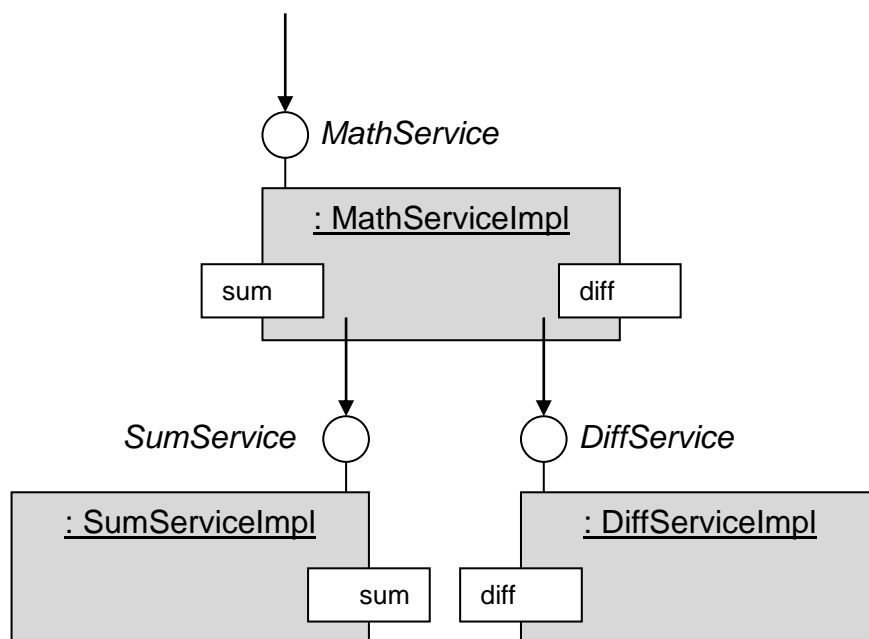 MathService
: MathServiceImpl
sum
diff
SumService
DiffService
: SumServiceImpl
: DiffServiceImpl
sum
diff